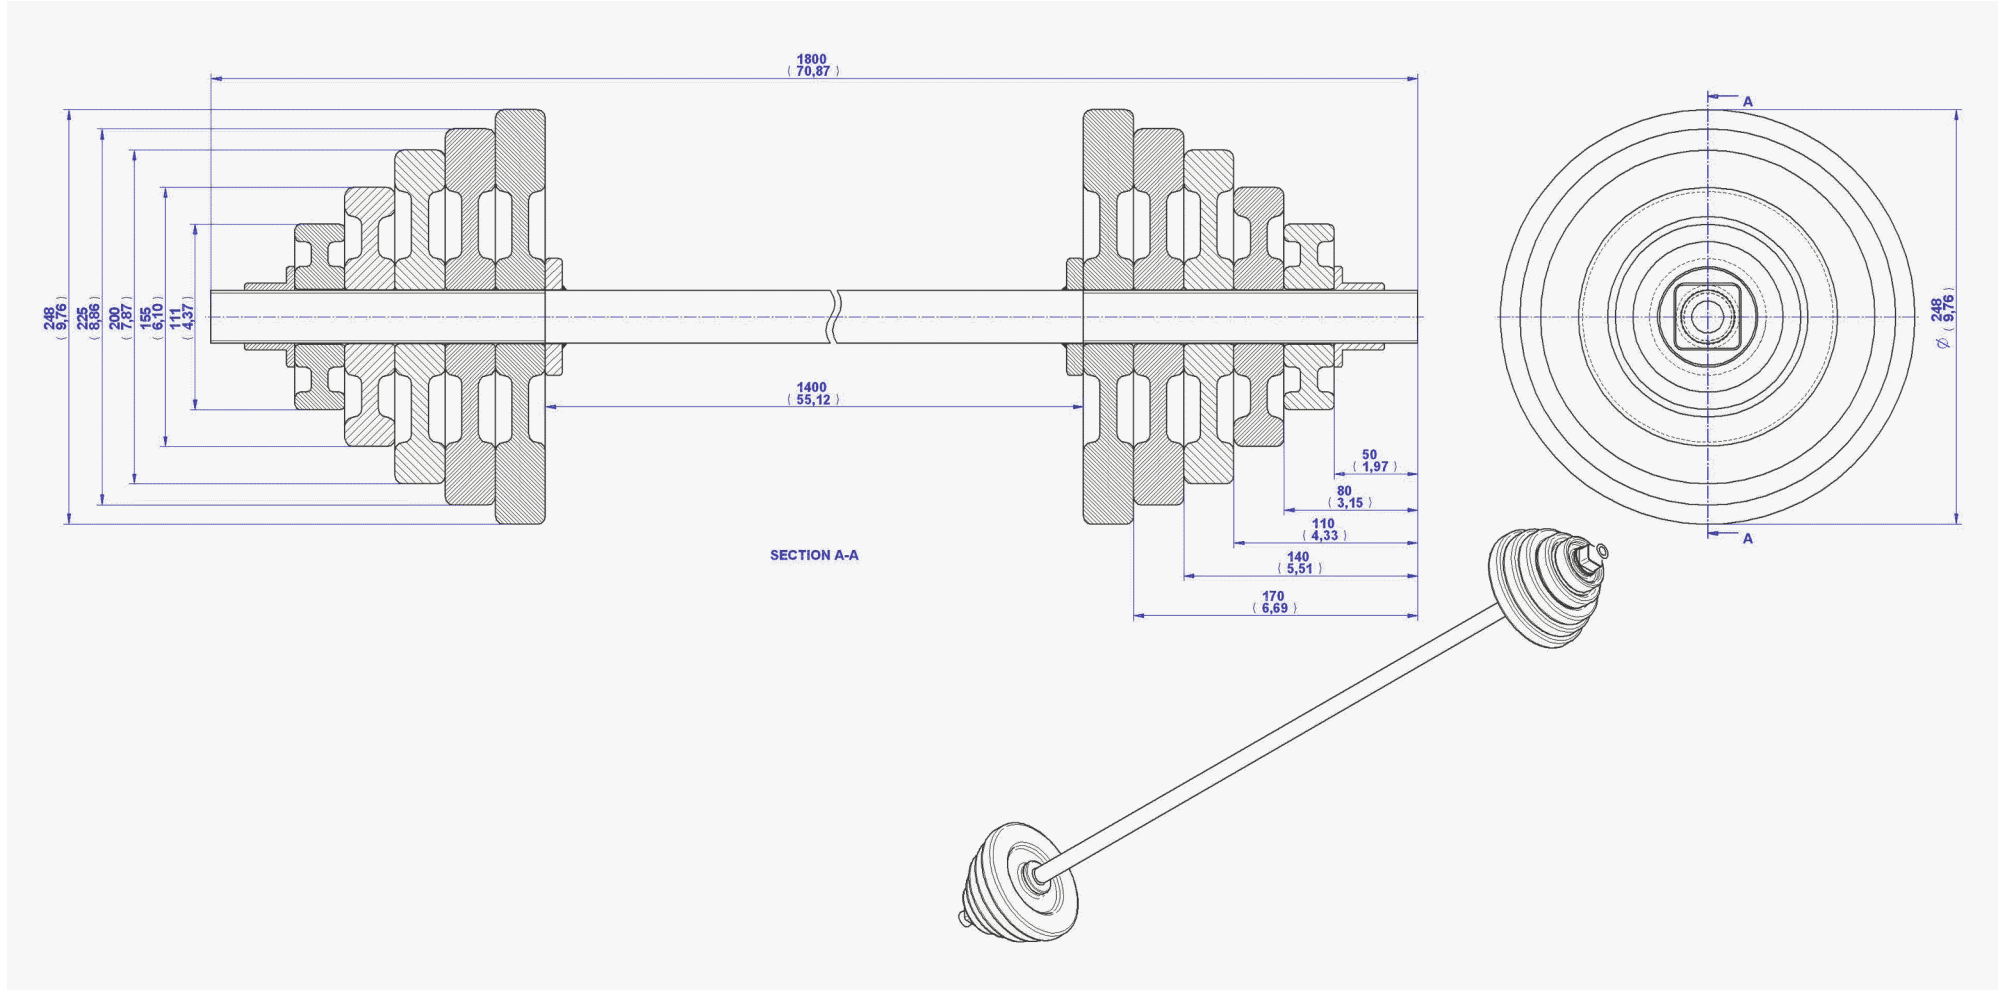 1800
( 70,87 )
A
248
( 9,76 )
225
( 8,86 )
200
( 7,87 )
155
( 6,10 )
111
( 4,37 )
Ø 248
( 9,76 )
1400
( 55,12 )
50
( 1,97 )
80
( 3,15 )
110
( 4,33 )
140
( 5,51 )
170
( 6,69 )
A
SECTION A-A